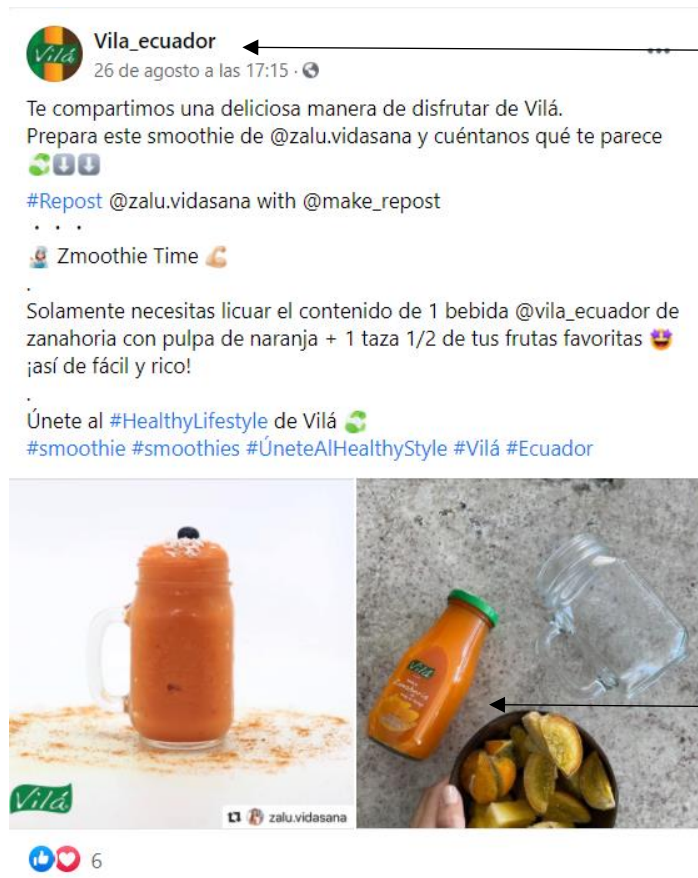 Vilá
Vila_ecuador
26 de agosto a las 17:15 ·
Te compartimos una deliciosa manera de disfrutar de Vilá.
Prepara este smoothie de @zalu.vidasana y cuéntanos qué te parece
#Repost @zalu.vidasana with @make_repost
· · ·
Zmoothie Time
.
Solamente necesitas licuar el contenido de 1 bebida @vila_ecuador de
zanahoria con pulpa de naranja + 1 taza 1/2 de tus frutas favoritas
¡así de fácil y rico!
.
Únete al #HealthyLifestyle de Vilá
#smoothie #smoothies #ÚneteAlHealthyStyle #Vilá #Ecuador
Vilá
zalu.vidasana
Vilá
Zanahoria
6